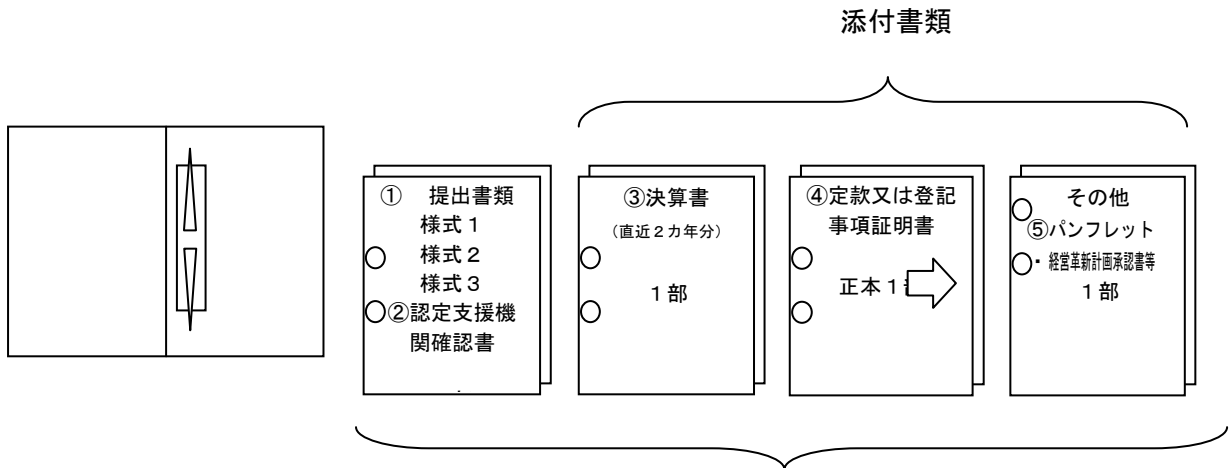 添付書類
① 提出書類
様式１
様式２
様式３
②認定支援機
関確認書
③決算書
（直近２カ年分）
１部
④定款又は登記
事項証明書
正本１
その他
⑤パンフレット
・経営革新計画承認書等
１部